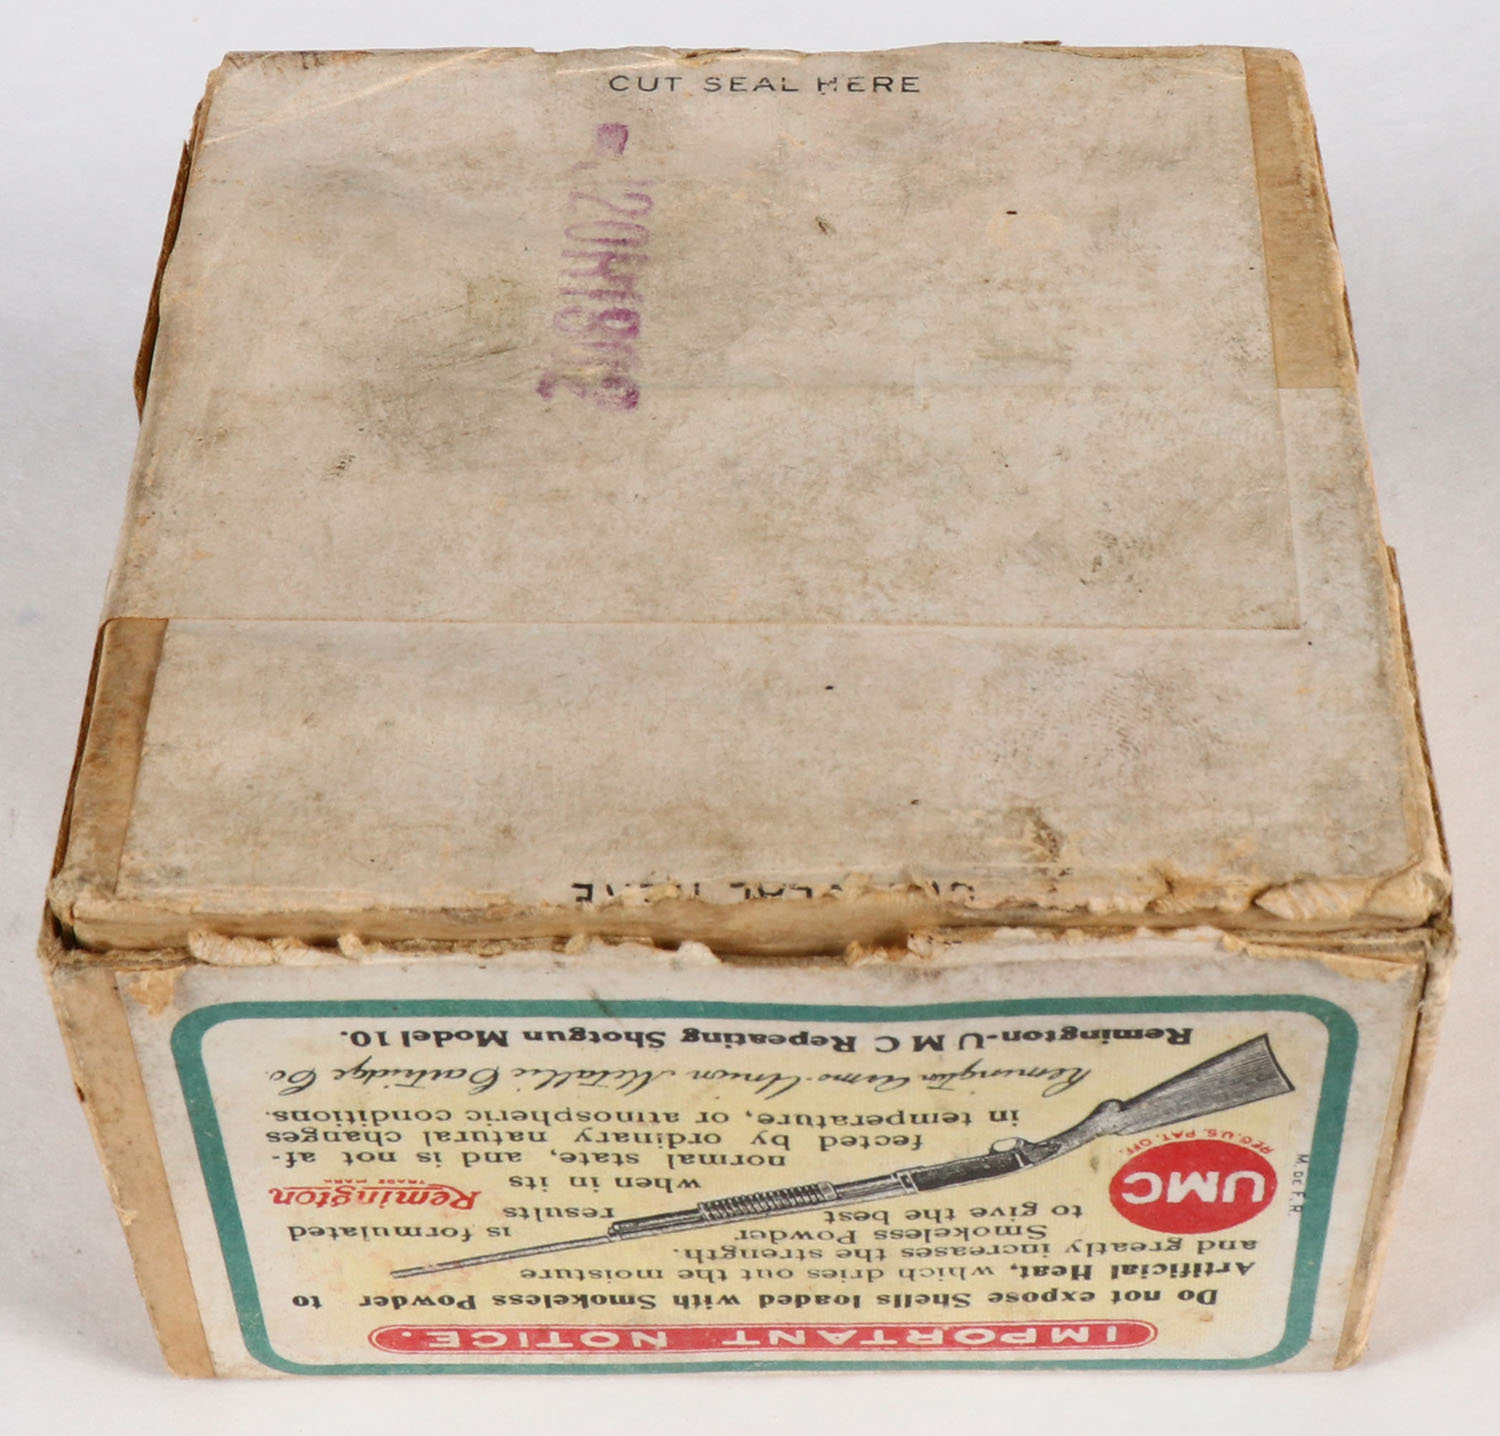 CUT SEAL HERE
IMPORTANT NOTICE.
Do not expose Shells loaded with Smokeless Powder to
Artificial Heat, which dries out the moisture
and greatly increases the strength.
Smokeless Powder is formulated
to give the best results
when in its
normal state, and is not af-
fected by ordinary natural changes
in temperature, or atmospheric conditions.
Remington Arms-Union Metallic Cartridge Co.
Remington-UMC Repeating Shotgun Model 10.
UMC
REG. U.S. PAT. OFF.
Remington
TRADE MARK
M. DE F. R.